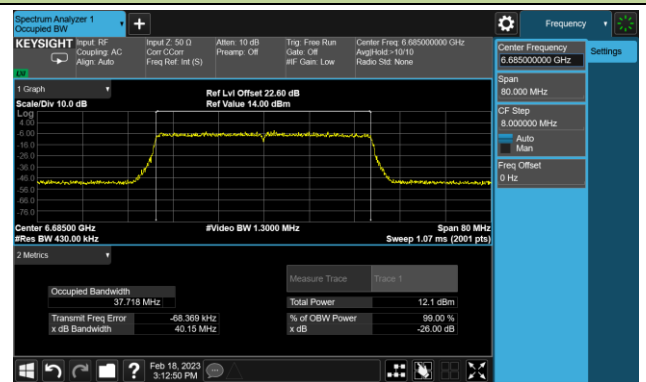 Spectrum Analyzer 1
Occupied BW
Frequency
KEYSIGHT
Input: RF
Coupling: AC
Align: Auto
Input Z: 50 Ω
Corr CCorr
Freq Ref: Int (S)
Atten: 10 dB
Preamp: Off
Trig: Free Run
Gate: Off
#IF Gain: Low
Center Freq: 6.685000000 GHz
Avg|Hold:>10/10
Radio Std: None
LNI
Center Frequency
6.685000000 GHz
Settings
Span
80.000 MHz
CF Step
8.000000 MHz
Auto
Man
Freq Offset
0 Hz
1 Graph
Scale/Div 10.0 dB
Ref Lvl Offset 22.60 dB
Ref Value 14.00 dBm
Log
4.00
-6.00
-16.0
-26.0
-36.0
-46.0
-56.0
-66.0
-76.0
Center 6.68500 GHz
#Video BW 1.3000 MHz
Span 80 MHz
#Res BW 430.00 kHz
Sweep 1.07 ms (2001 pts)
2 Metrics
Measure Trace
Trace 1
Occupied Bandwidth
37.718 MHz
Total Power
12.1 dBm
Transmit Freq Error
-68.369 kHz
% of OBW Power
99.00 %
x dB Bandwidth
40.15 MHz
x dB
-26.00 dB
?
Feb 18, 2023
3:12:50 PM